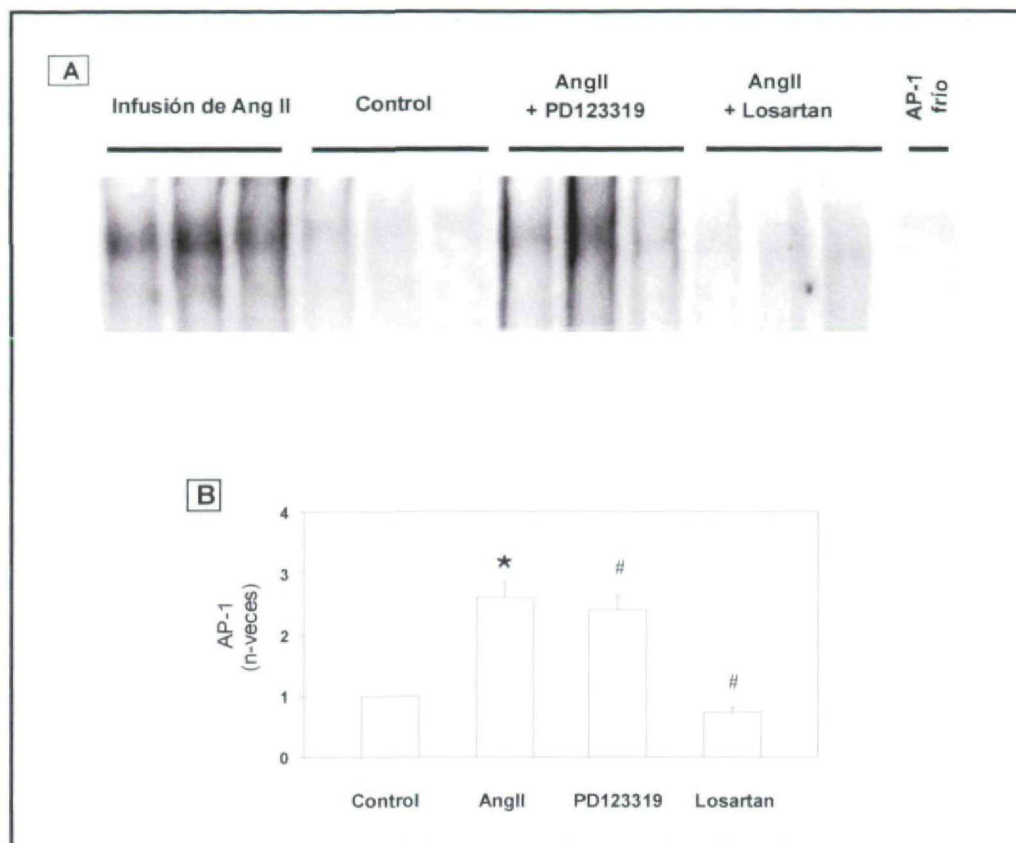 A
Infusión de Ang II
Control
AngII
+ PD123319
AngII
+ Losartan
AP-1
frío
B
AP-1
(n-veces)
4
3
2
1
0
*
#
#
Control
AngII
PD123319
Losartan